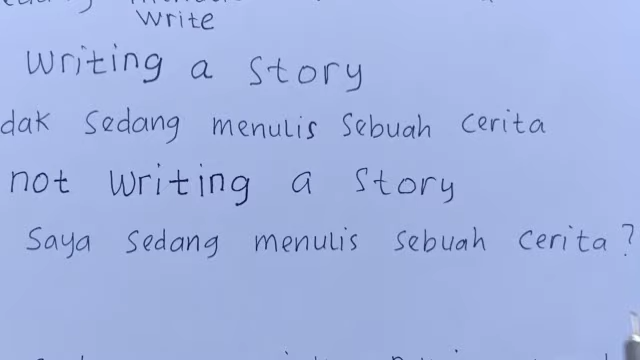 write
writing a story
dak sedang menulis sebuah cerita
not writing a story
Saya sedang menulis sebuah cerita?